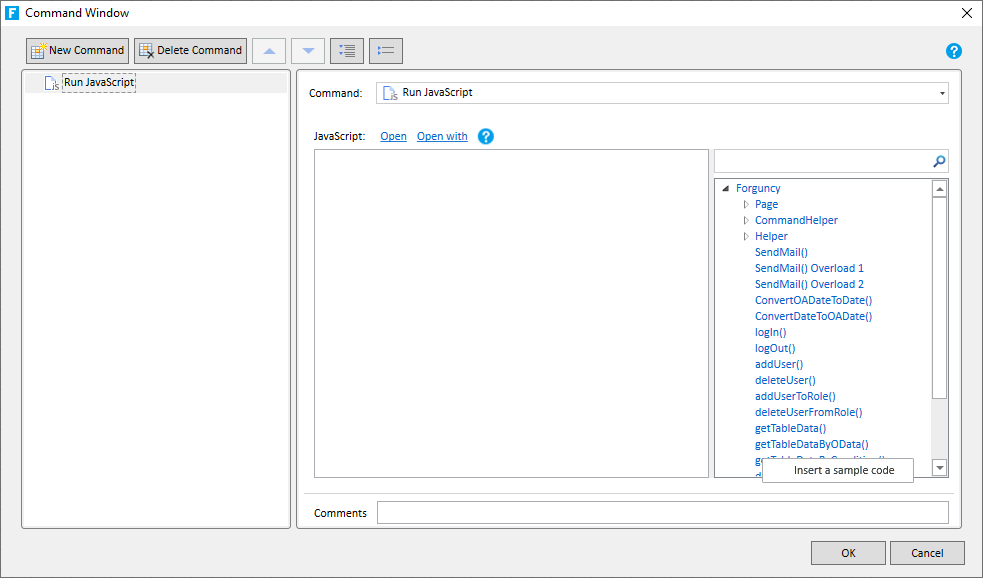 F Command Window
New Command Delete Command
?
JS Run JavaScript
Command: JS Run JavaScript
JavaScript: Open Open with ?
Forguncy
Page
CommandHelper
Helper
SendMail()
SendMail() Overload 1
SendMail() Overload 2
ConvertOADateToDate()
ConvertDateToOADate()
logIn()
logOut()
addUser()
deleteUser()
addUserToRole()
deleteUserFromRole()
getTableData()
getTableDataByOData()
Insert a sample code
Comments
OK Cancel